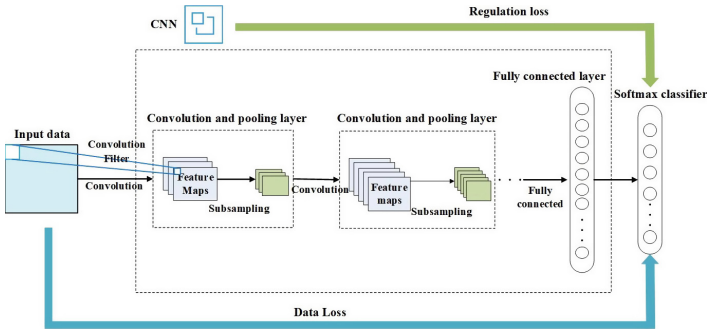 CNN
Regulation loss
Fully connected layer
Softmax classifier
Convolution and pooling layer
Convolution and pooling layer
Input data
Convolution
Filter
Feature
Maps
Convolution
Subsampling
Convolution
Feature
maps
Subsampling
Fully
connected
Data Loss